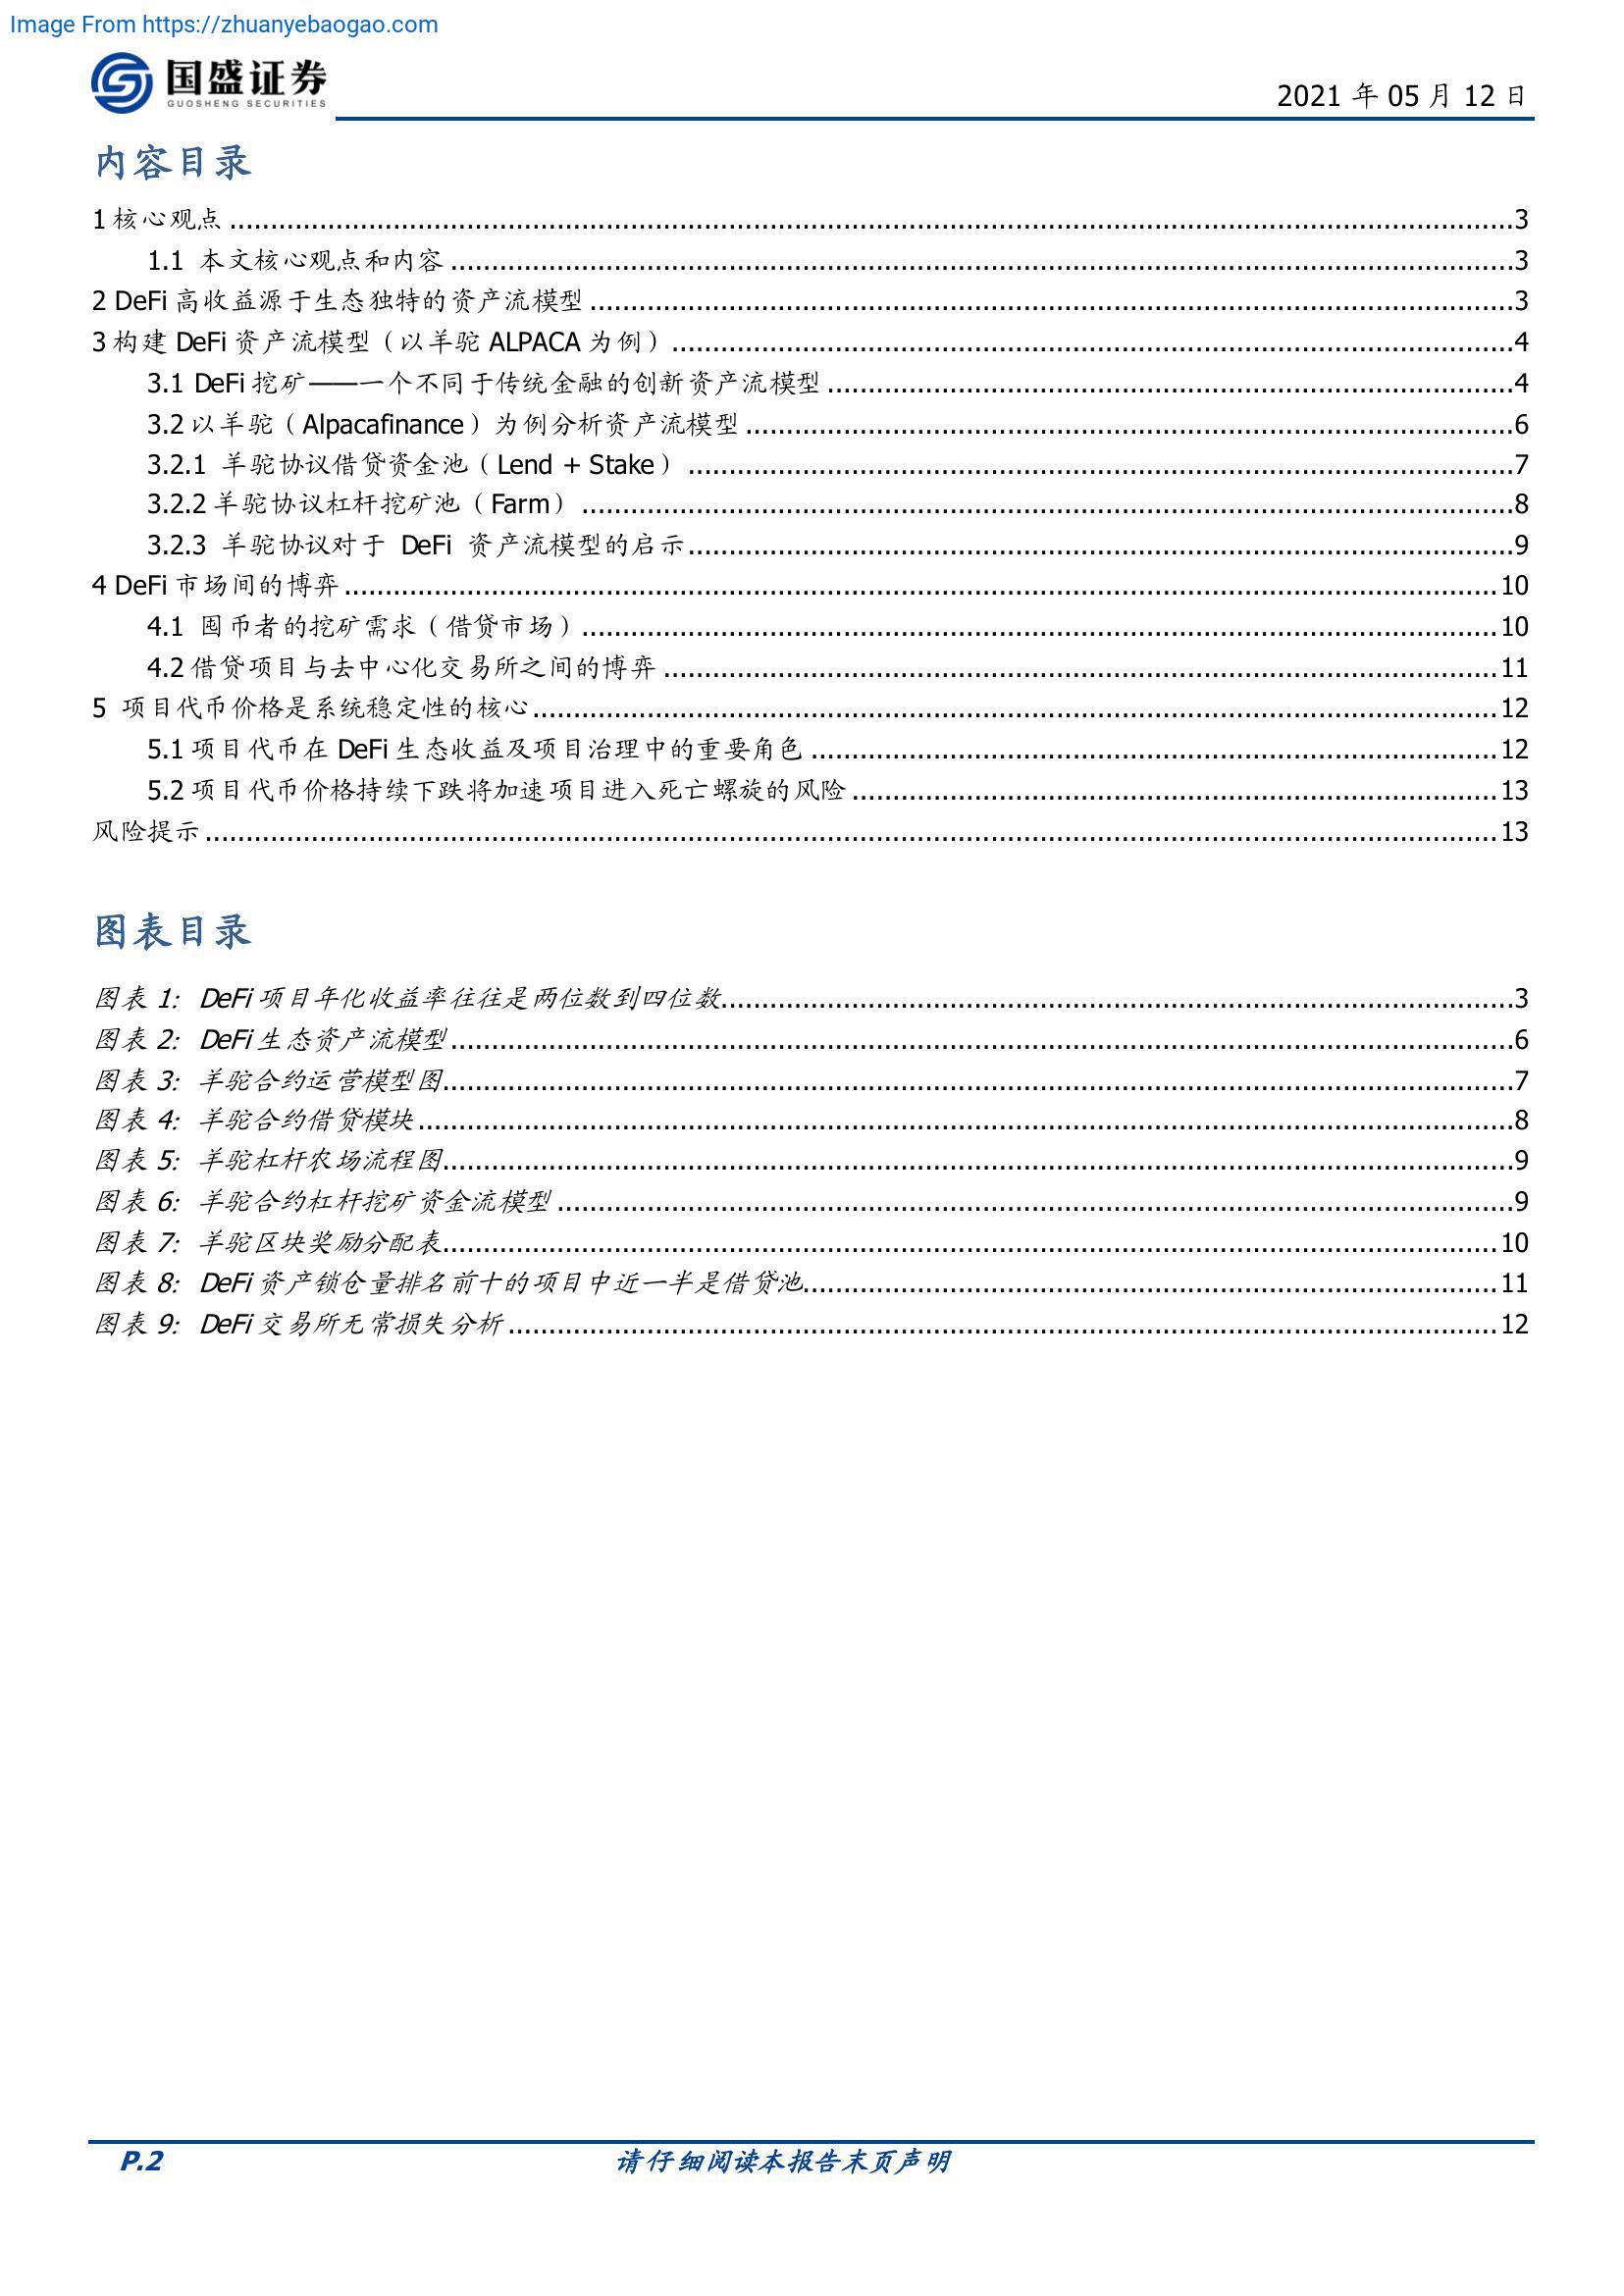 Image From https://zhuanyebaogao.com
国盛证券
GUOSHENG SECURITIES
2021 年 05 月 12 日
内容目录
1 核心观点 ........ 3
1.1 本文核心观点和内容 ........ 3
2 DeFi 高收益源于生态独特的资产流模型 ........ 3
3 构建 DeFi 资产流模型（以羊驼 ALPACA 为例） ........ 4
3.1 DeFi 挖矿——一个不同于传统金融的创新资产流模型 ........ 4
3.2 以羊驼（Alpacafinance）为例分析资产流模型 ........ 6
3.2.1 羊驼协议借贷资金池（Lend + Stake） ........ 7
3.2.2 羊驼协议杠杆挖矿池（Farm） ........ 8
3.2.3 羊驼协议对于 DeFi 资产流模型的启示 ........ 9
4 DeFi 市场间的博弈 ........ 10
4.1 囤币者的挖矿需求（借贷市场） ........ 10
4.2 借贷项目与去中心化交易所之间的博弈 ........ 11
5 项目代币价格是系统稳定性的核心 ........ 12
5.1 项目代币在 DeFi 生态收益及项目治理中的重要角色 ........ 12
5.2 项目代币价格持续下跌将加速项目进入死亡螺旋的风险 ........ 13
风险提示 ........ 13
图表目录
图表 1: DeFi 项目年化收益率往往是两位数到四位数 ........ 3
图表 2: DeFi 生态资产流模型 ........ 6
图表 3: 羊驼合约运营模型图 ........ 7
图表 4: 羊驼合约借贷模块 ........ 8
图表 5: 羊驼杠杆农场流程图 ........ 9
图表 6: 羊驼合约杠杆挖矿资金流模型 ........ 9
图表 7: 羊驼区块奖励分配表 ........ 10
图表 8: DeFi 资产锁仓量排名前十的项目中近一半是借贷池 ........ 11
图表 9: DeFi 交易所无常损失分析 ........ 12
P.2
请仔细阅读本报告末页声明